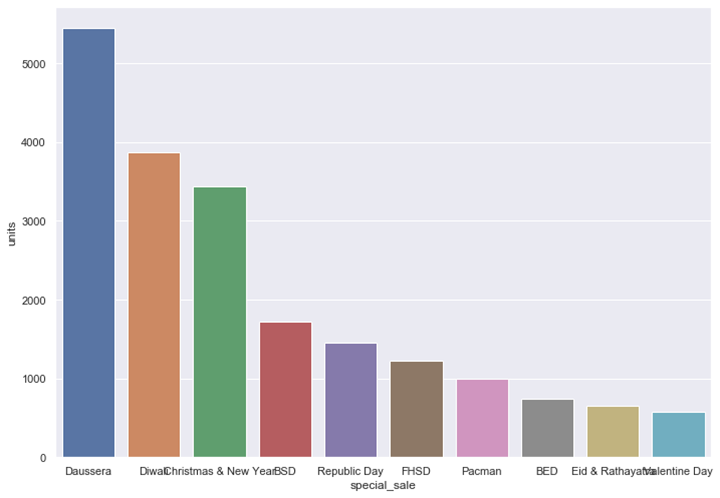 5000
4000
3000
2000
1000
0
units
Daussera Diwali Christmas & New Year BSD Republic Day FHSD Pacman BED Eid & Rathayatra Valentine Day
special_sale